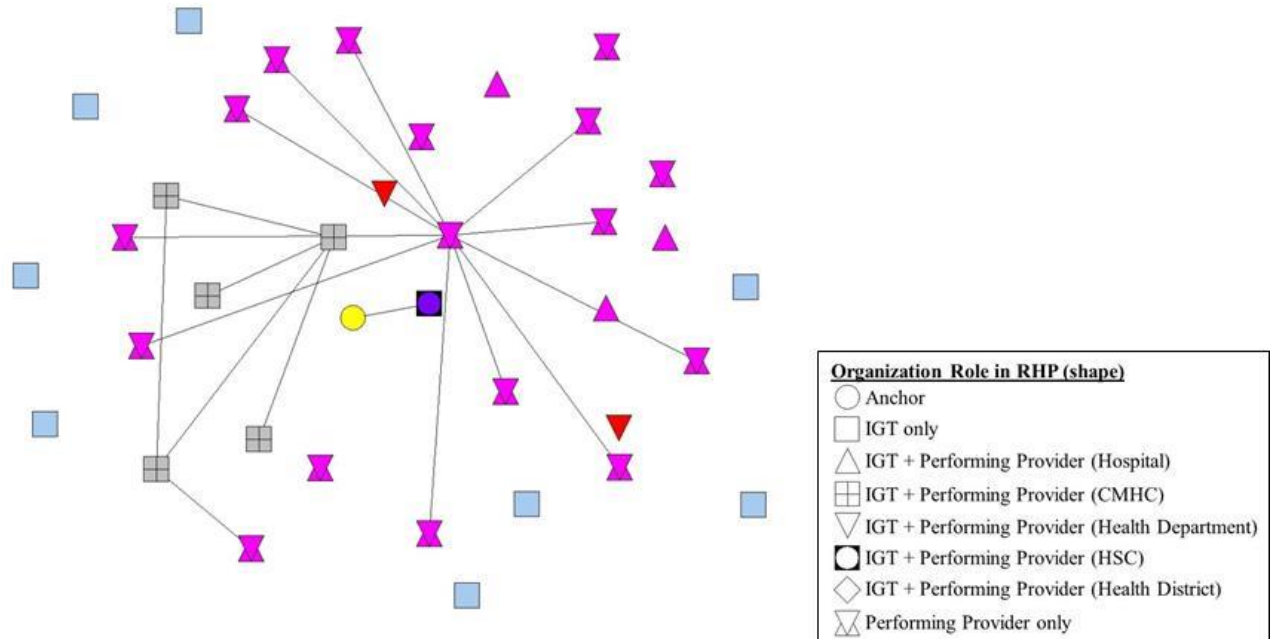 Organization Role in RHP (shape)
Anchor
IGT only
IGT + Performing Provider (Hospital)
IGT + Performing Provider (CMHC)
IGT + Performing Provider (Health Department)
IGT + Performing Provider (HSC)
IGT + Performing Provider (Health District)
Performing Provider only